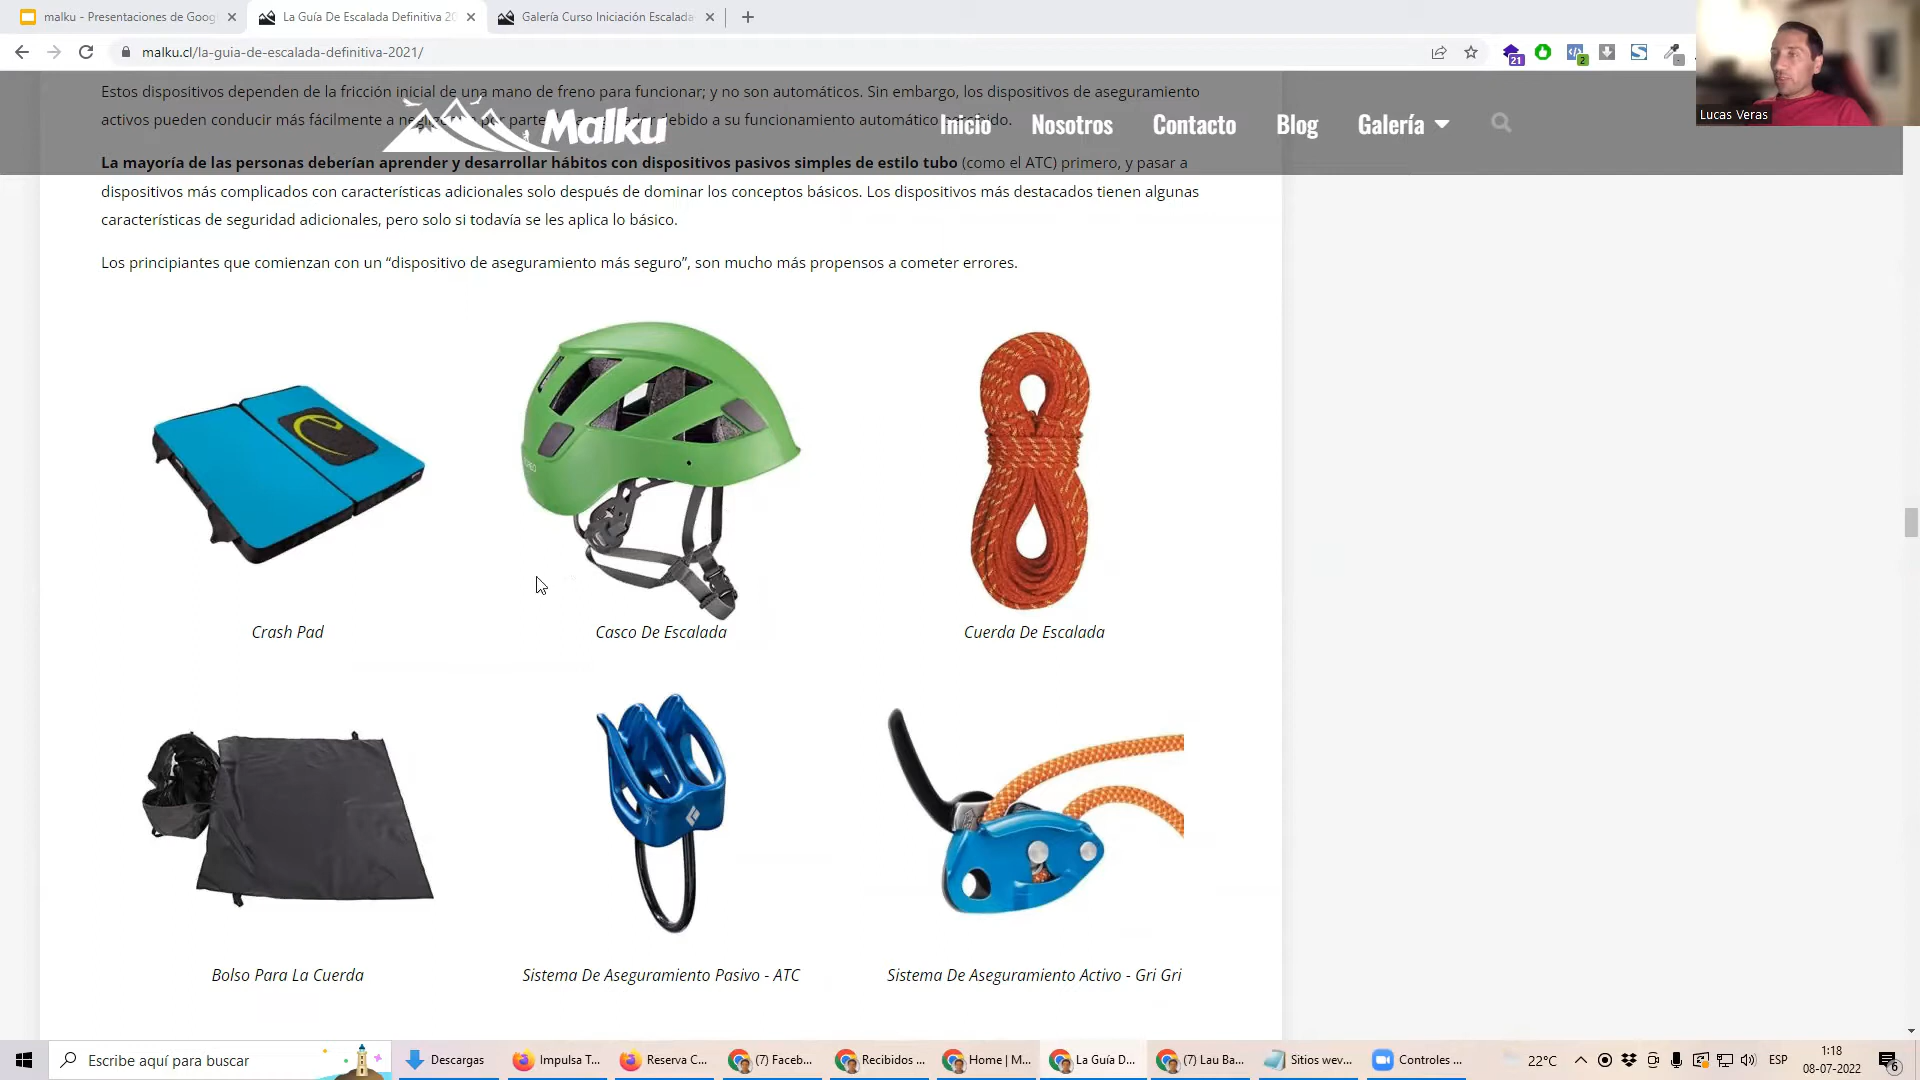 malku - Presentaciones de Goog
La Guía De Escalada Definitiva 20
Galería Curso Iniciación Escalada
malku.cl/la-guia-de-escalada-definitiva-2021/
21
2
Lucas Veras
Estos dispositivos dependen de la fricción inicial de una mano de freno para funcionar; y no son automáticos. Sin embargo, los dispositivos de aseguramiento
activos pueden conducir más fácilmente a por parte debido a su funcionamiento automático
Malku
Inicio
Nosotros
Contacto
Blog
Galería
La mayoría de las personas deberían aprender y desarrollar hábitos con dispositivos pasivos simples de estilo tubo (como el ATC) primero, y pasar a
dispositivos más complicados con características adicionales solo después de dominar los conceptos básicos. Los dispositivos más destacados tienen algunas
características de seguridad adicionales, pero solo si todavía se les aplica lo básico.
Los principiantes que comienzan con un “dispositivo de aseguramiento más seguro”, son mucho más propensos a cometer errores.
Crash Pad
Casco De Escalada
Cuerda De Escalada
Bolso Para La Cuerda
Sistema De Aseguramiento Pasivo - ATC
Sistema De Aseguramiento Activo - Gri Gri
Escribe aquí para buscar
Descargas
Impulsa T...
Reserva C...
(7) Faceb...
Recibidos ...
Home | M...
La Guía D...
(7) Lau Ba...
Sitios wev...
Controles ...
22°C
ESP
1:18
08-07-2022
6